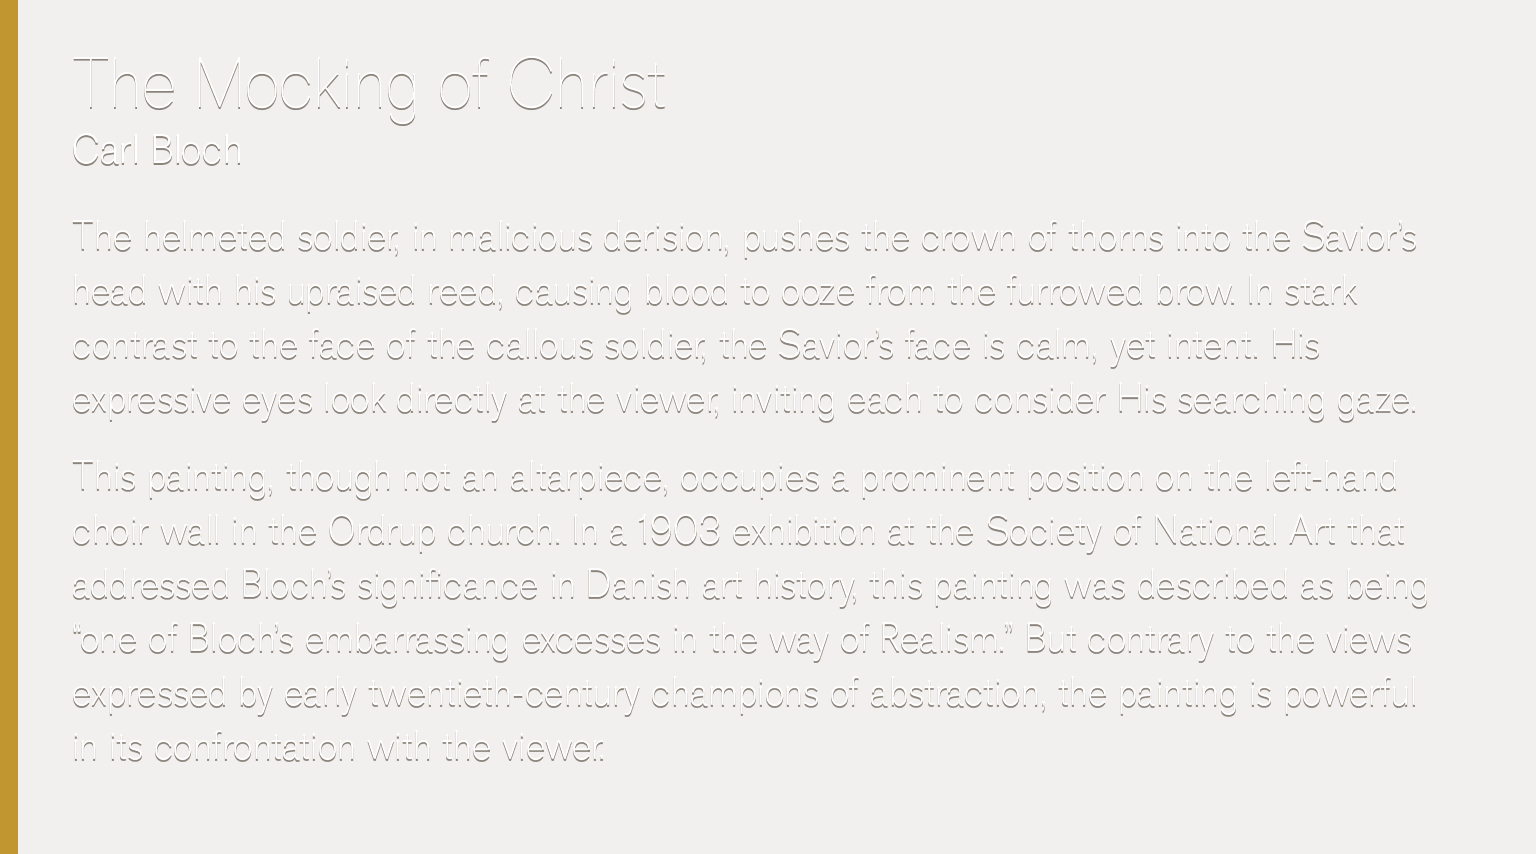 The Mocking of Christ
Carl Bloch
The helmeted soldier, in malicious derision, pushes the crown of thorns into the Savior’s
head with his upraised reed, causing blood to ooze from the furrowed brow. In stark
contrast to the face of the callous soldier, the Savior’s face is calm, yet intent. His
expressive eyes look directly at the viewer, inviting each to consider His searching gaze.
This painting, though not an altarpiece, occupies a prominent position on the left-hand
choir wall in the Ordrup church. In a 1903 exhibition at the Society of National Art that
addressed Bloch’s significance in Danish art history, this painting was described as being
“one of Bloch’s embarrassing excesses in the way of Realism.” But contrary to the views
expressed by early twentieth-century champions of abstraction, the painting is powerful
in its confrontation with the viewer.